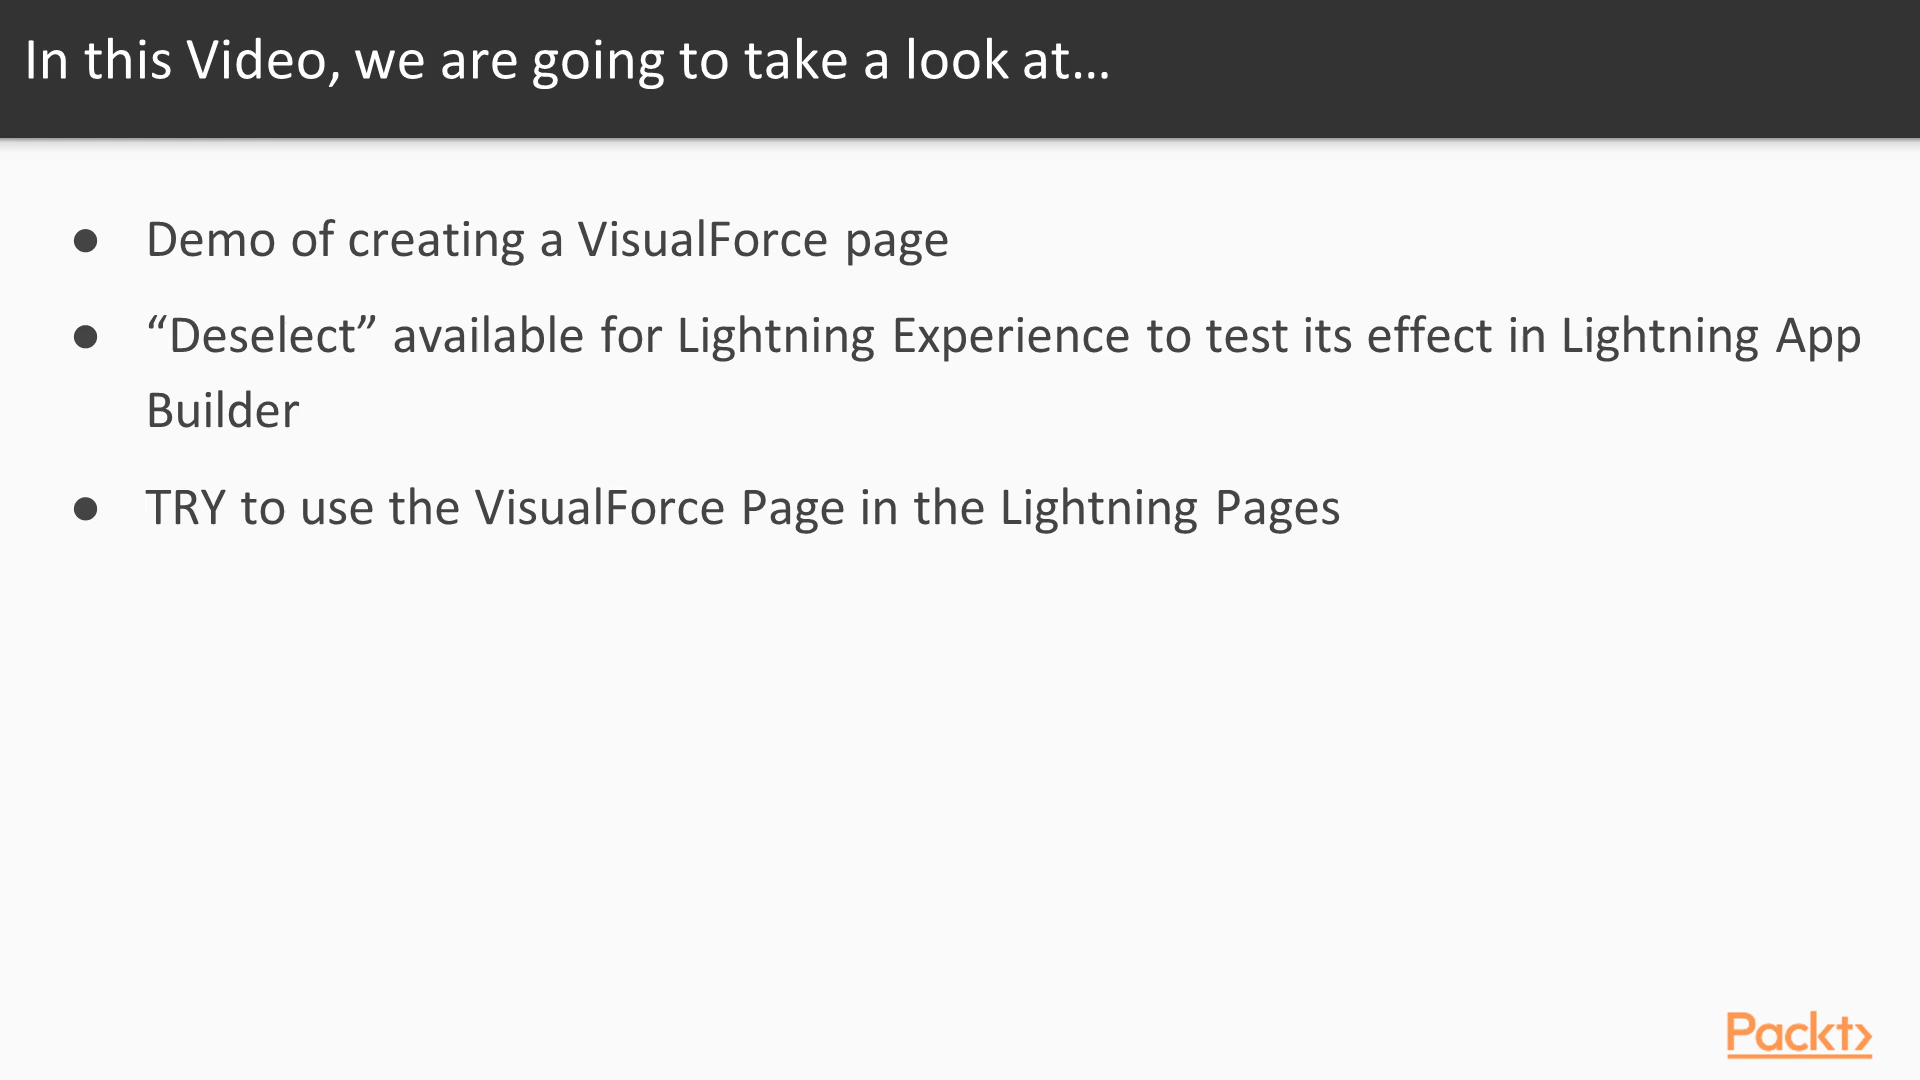 In this Video, we are going to take a look at…
● Demo of creating a VisualForce page
● “Deselect” available for Lightning Experience to test its effect in Lightning App
Builder
● TRY to use the VisualForce Page in the Lightning Pages
Packt>